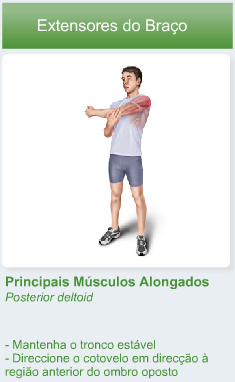 Extensores do Braço
Principais Músculos Alongados
Posterior deltoid
- Mantenha o tronco estável
- Direccione o cotovelo em direcção à
região anterior do ombro oposto